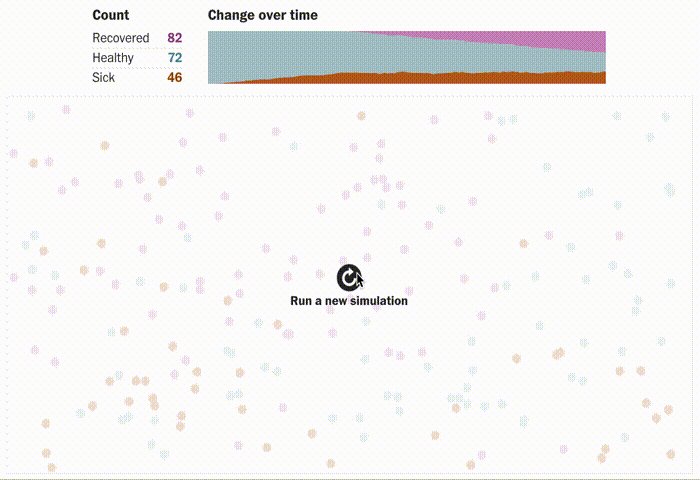 Count
Change over time
Recovered 82
Healthy 72
Sick 46
Run a new simulation